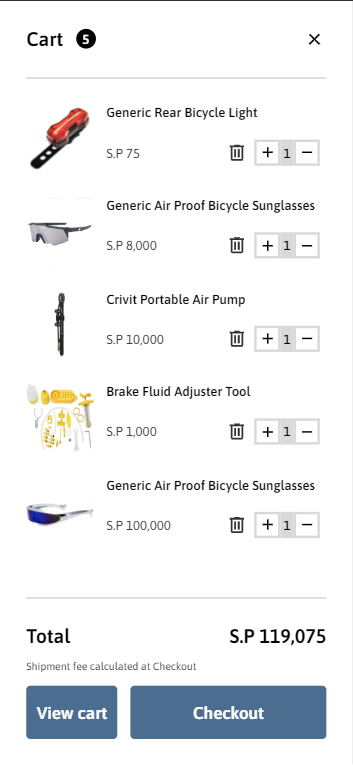 Cart 5
Generic Rear Bicycle Light
S.P 75
+ 1 −
Generic Air Proof Bicycle Sunglasses
S.P 8,000
+ 1 −
Crivit Portable Air Pump
S.P 10,000
+ 1 −
Brake Fluid Adjuster Tool
S.P 1,000
+ 1 −
Generic Air Proof Bicycle Sunglasses
S.P 100,000
+ 1 −
Total S.P 119,075
Shipment fee calculated at Checkout
View cart Checkout